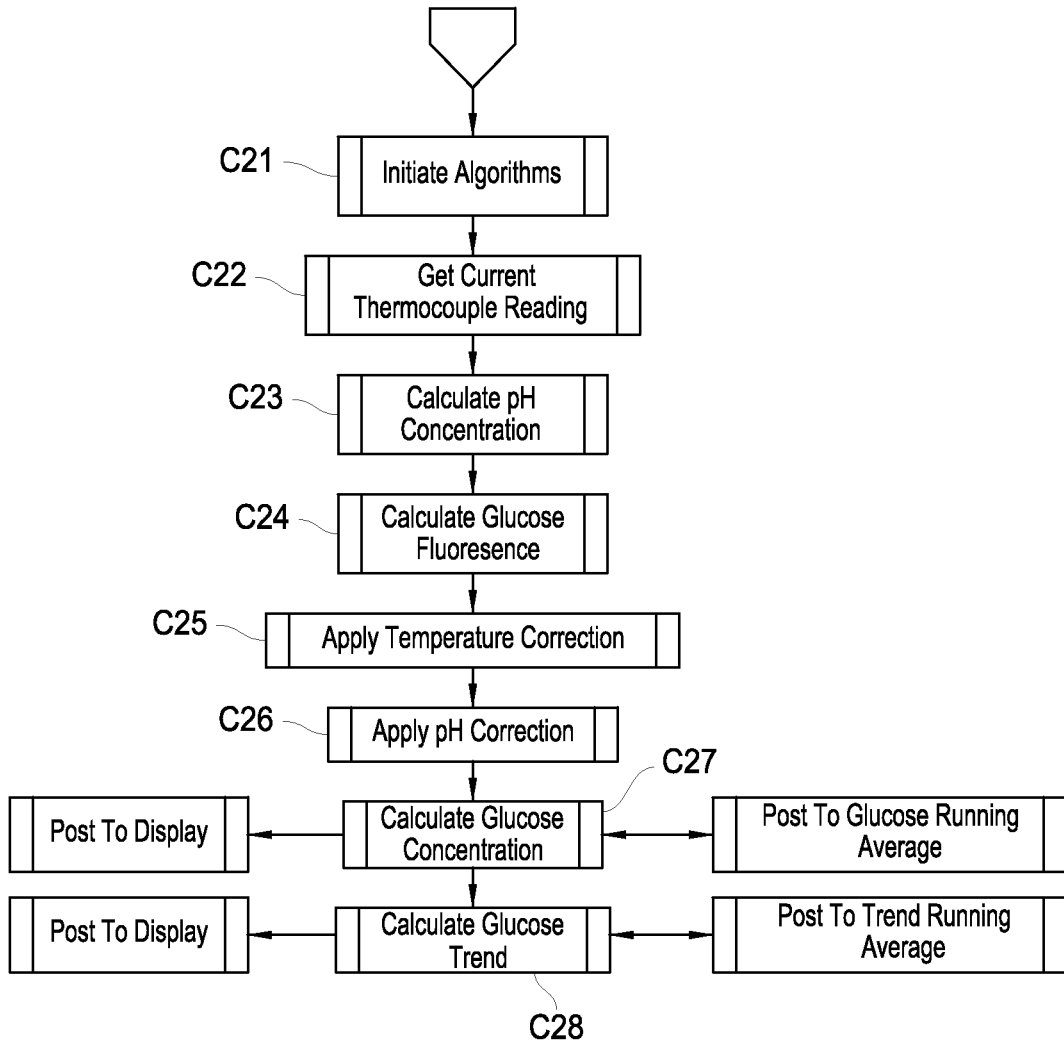 C21
Initiate Algorithms
C22
Get Current
Thermocouple Reading
C23
Calculate pH
Concentration
C24
Calculate Glucose
Fluoresence
C25
Apply Temperature Correction
C26
Apply pH Correction
C27
Post To Display
Calculate Glucose
Concentration
Post To Glucose Running
Average
Post To Display
Calculate Glucose
Trend
Post To Trend Running
Average
C28